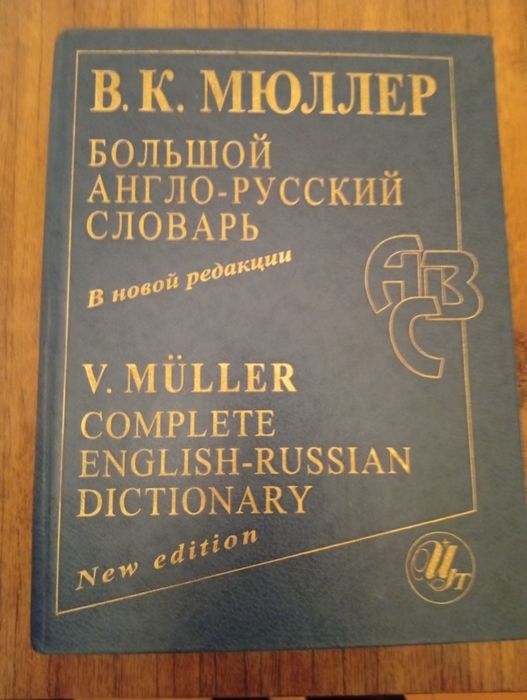 В. К. МЮЛЛЕР
БОЛЬШОЙ
АНГЛО-РУССКИЙ
СЛОВАРЬ
В новой редакции
ABC
V. MÜLLER
COMPLETE
ENGLISH-RUSSIAN
DICTIONARY
New edition